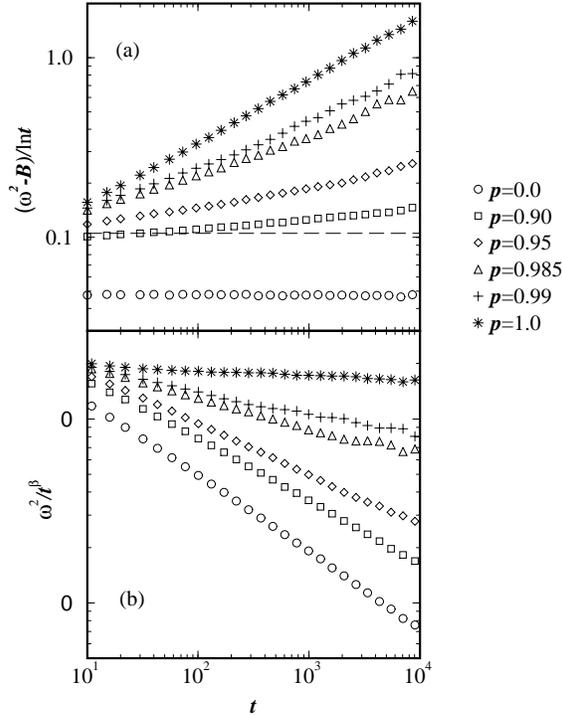 (a)
1.0
0.1
(ω²-B)/lnt
p=0.0
p=0.90
p=0.95
p=0.985
p=0.99
p=1.0
0
0
ω²/t^β
(b)
10¹
10²
10³
10⁴
t